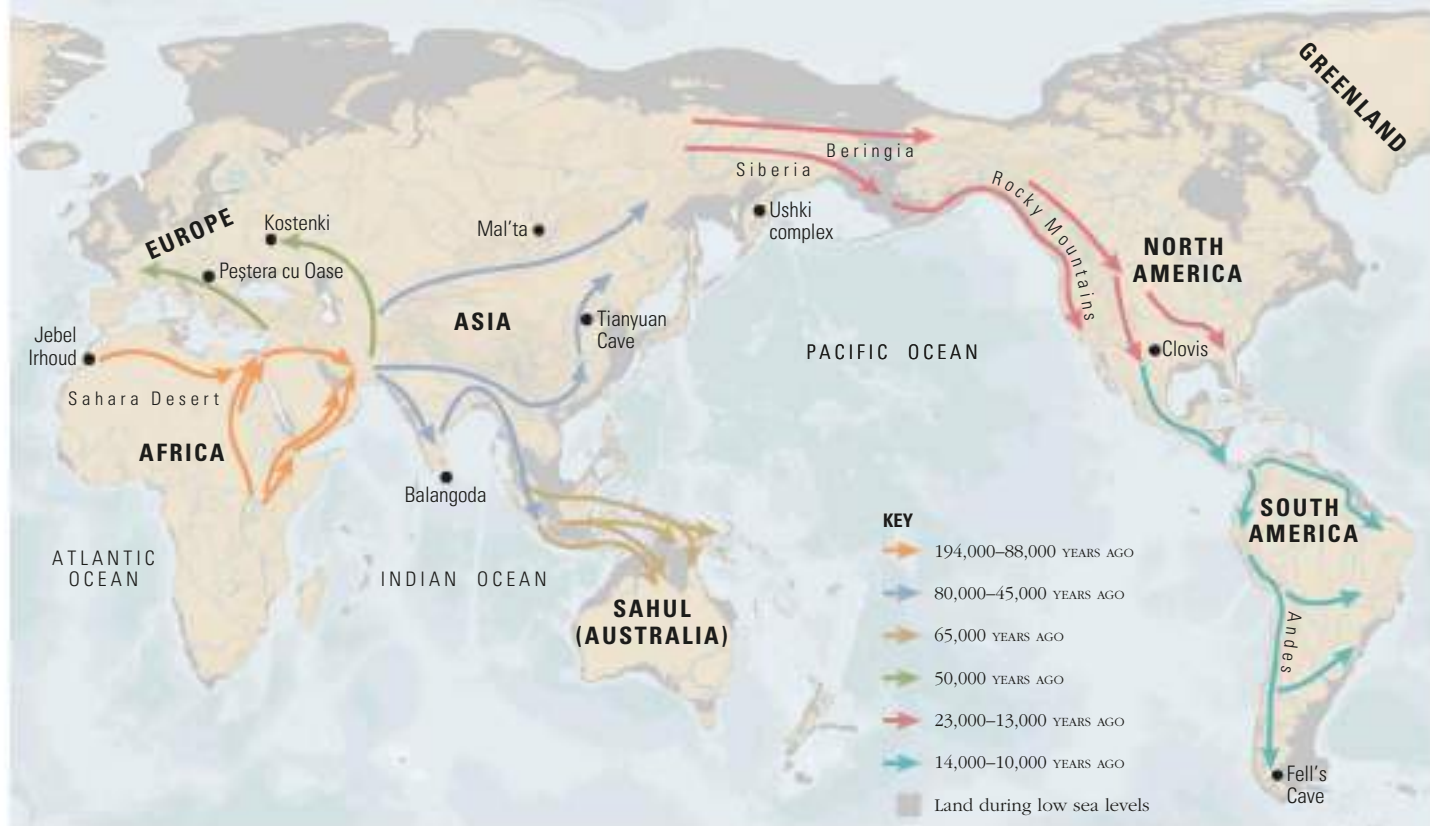 GREENLAND
Beringia
Siberia
Rocky Mountains
EUROPE
Kostenki
Mal'ta
Ushki
complex
NORTH
AMERICA
Peştera cu Oase
ASIA
Tianyuan
Cave
Jebel
Irhoud
PACIFIC OCEAN
Clovis
Sahara Desert
AFRICA
Balangoda
SOUTH
AMERICA
ATLANTIC
OCEAN
INDIAN OCEAN
SAHUL
(AUSTRALIA)
Andes
Fell's
Cave
KEY
194,000–88,000 YEARS AGO
80,000–45,000 YEARS AGO
65,000 YEARS AGO
50,000 YEARS AGO
23,000–13,000 YEARS AGO
14,000–10,000 YEARS AGO
Land during low sea levels